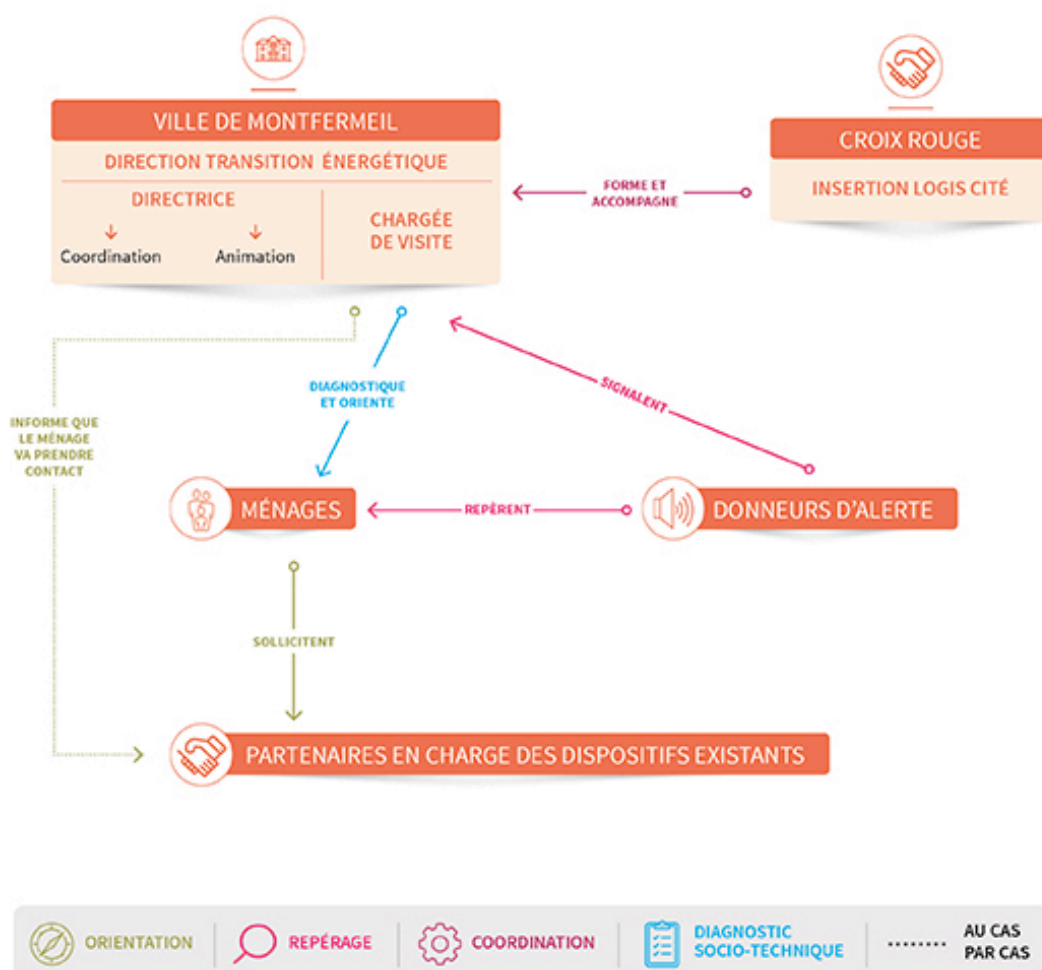 VILLE DE MONTFERMEIL
DIRECTION TRANSITION ÉNERGÉTIQUE
DIRECTRICE
Coordination
Animation
CHARGÉE
DE VISITE
CROIX ROUGE
INSERTION LOGIS CITÉ
FORME ET
ACCOMPAGNE
DIAGNOSTIQUE
ET ORIENTE
SIGNALENT
INFORME QUE
LE MÉNAGE
VA PRENDRE
CONTACT
MÉNAGES
REPÈRENT
DONNEURS D'ALERTE
SOLLICITENT
PARTENAIRES EN CHARGE DES DISPOSITIFS EXISTANTS
ORIENTATION
REPÉRAGE
COORDINATION
DIAGNOSTIC
SOCIO-TECHNIQUE
AU CAS
PAR CAS